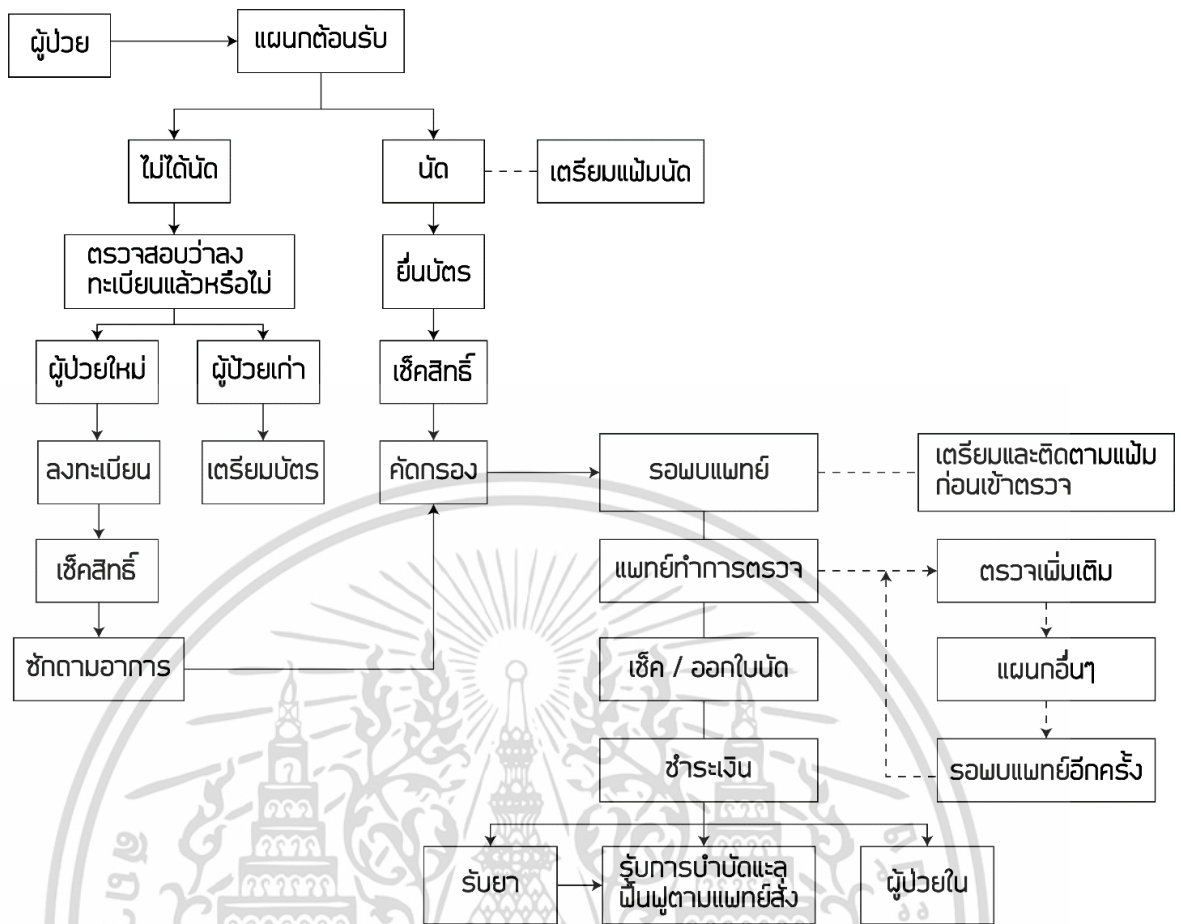 ผู้ป่วย
แผนกต้อนรับ
ไม่ได้นัด
นัด
เตรียมแฟ้มนัด
ตรวจสอบว่าลง
ทะเบียนแล้วหรือไม่
ยื่นบัตร
ผู้ป่วยใหม่
ผู้ป้วยเก่า
เช็คสิทธิ์
ลงทะเบียน
เตรียมบัตร
คัดกรอง
รอพบแพทย์
เตรียมและติดตามแฟ้ม
ก่อนเข้าตรวจ
เช็คสิทธิ์
แพทย์ทำการตรวจ
ตรวจเพิ่มเติม
ซักถามอาการ
เช็ค / ออกใบนัด
แผนกอื่นๆ
ชำระเงิน
รอพบแพทย์อีกครั้ง
รับยา
รับการบำบัดและลุ
ฟื้นฟูตามแพทย์สั่ง
ผู้ป่วยใน